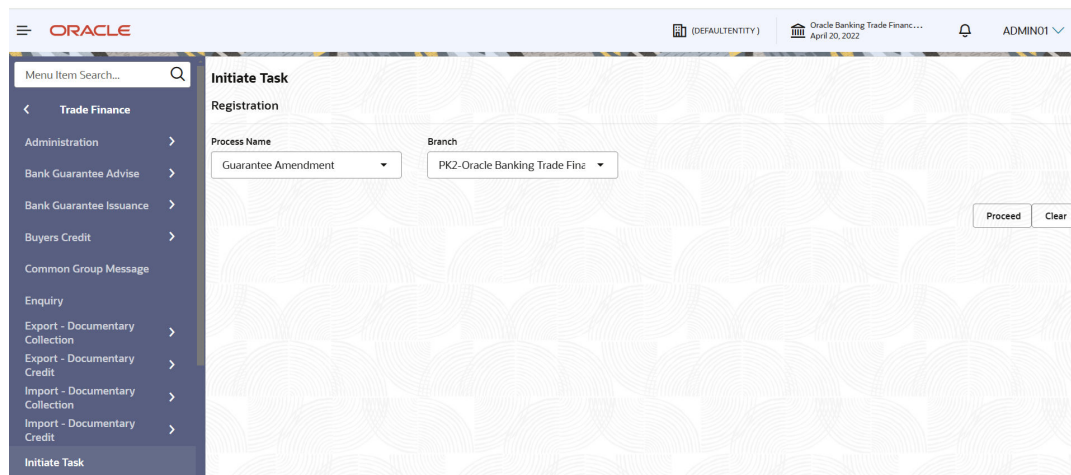 ORACLE
(DEFAULTENTITY)
Oracle Banking Trade Financ...
April 20, 2022
ADMIN01
Menu Item Search...
Trade Finance
Administration
Bank Guarantee Advise
Bank Guarantee Issuance
Buyers Credit
Common Group Message
Enquiry
Export - Documentary
Collection
Export - Documentary
Credit
Import - Documentary
Collection
Import - Documentary
Credit
Initiate Task
Initiate Task
Registration
Process Name
Branch
Guarantee Amendment
PK2-Oracle Banking Trade Fina
Proceed
Clear